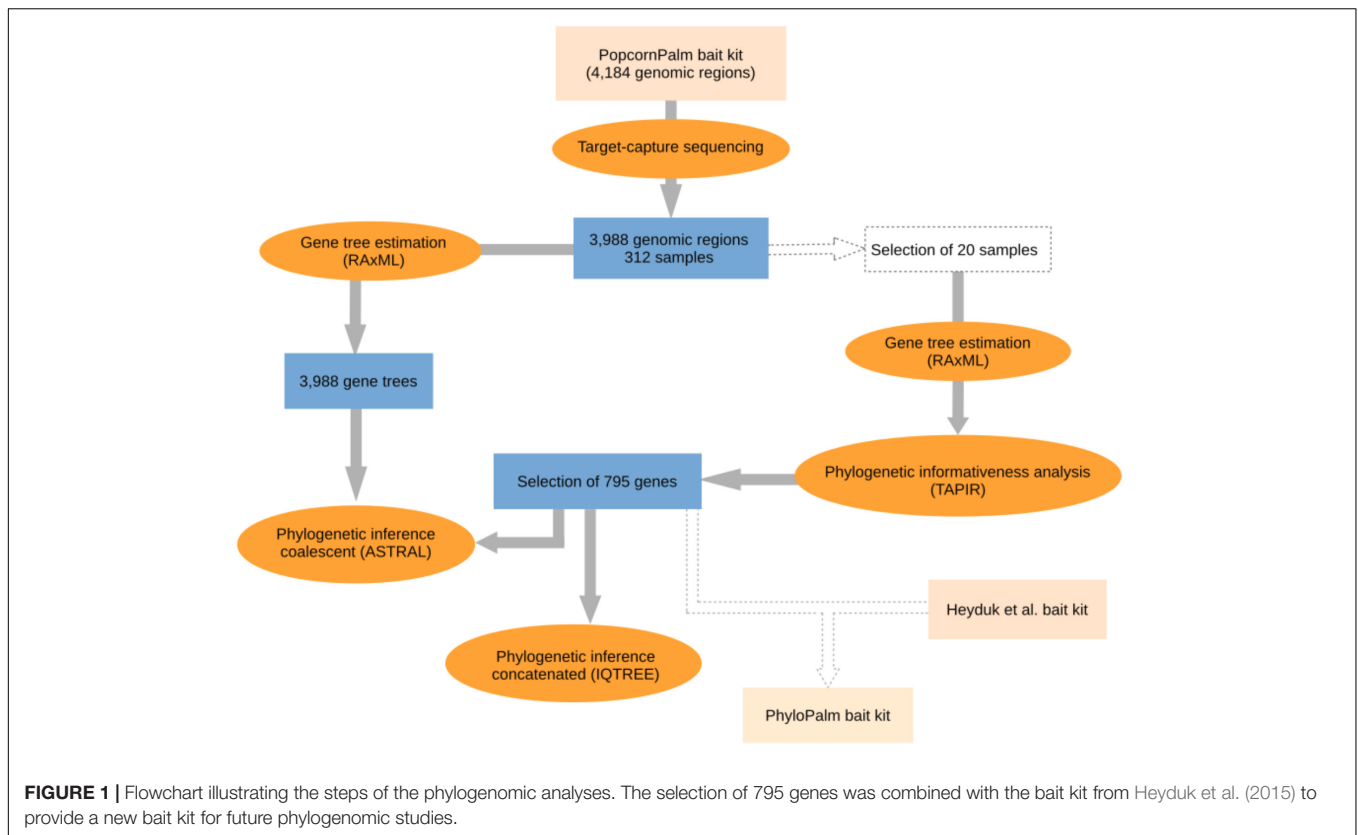 PopcornPalm bait kit
(4,184 genomic regions)
Target-capture sequencing
Gene tree estimation
(RAxML)
3,988 genomic regions
312 samples
Selection of 20 samples
Gene tree estimation
(RAxML)
3,988 gene trees
Phylogenetic informativeness analysis
(TAPIR)
Selection of 795 genes
Phylogenetic inference
coalescent (ASTRAL)
Heyduk et al. bait kit
Phylogenetic inference
concatenated (IQTREE)
PhyloPalm bait kit
FIGURE 1 | Flowchart illustrating the steps of the phylogenomic analyses. The selection of 795 genes was combined with the bait kit from Heyduk et al. (2015) to
provide a new bait kit for future phylogenomic studies.